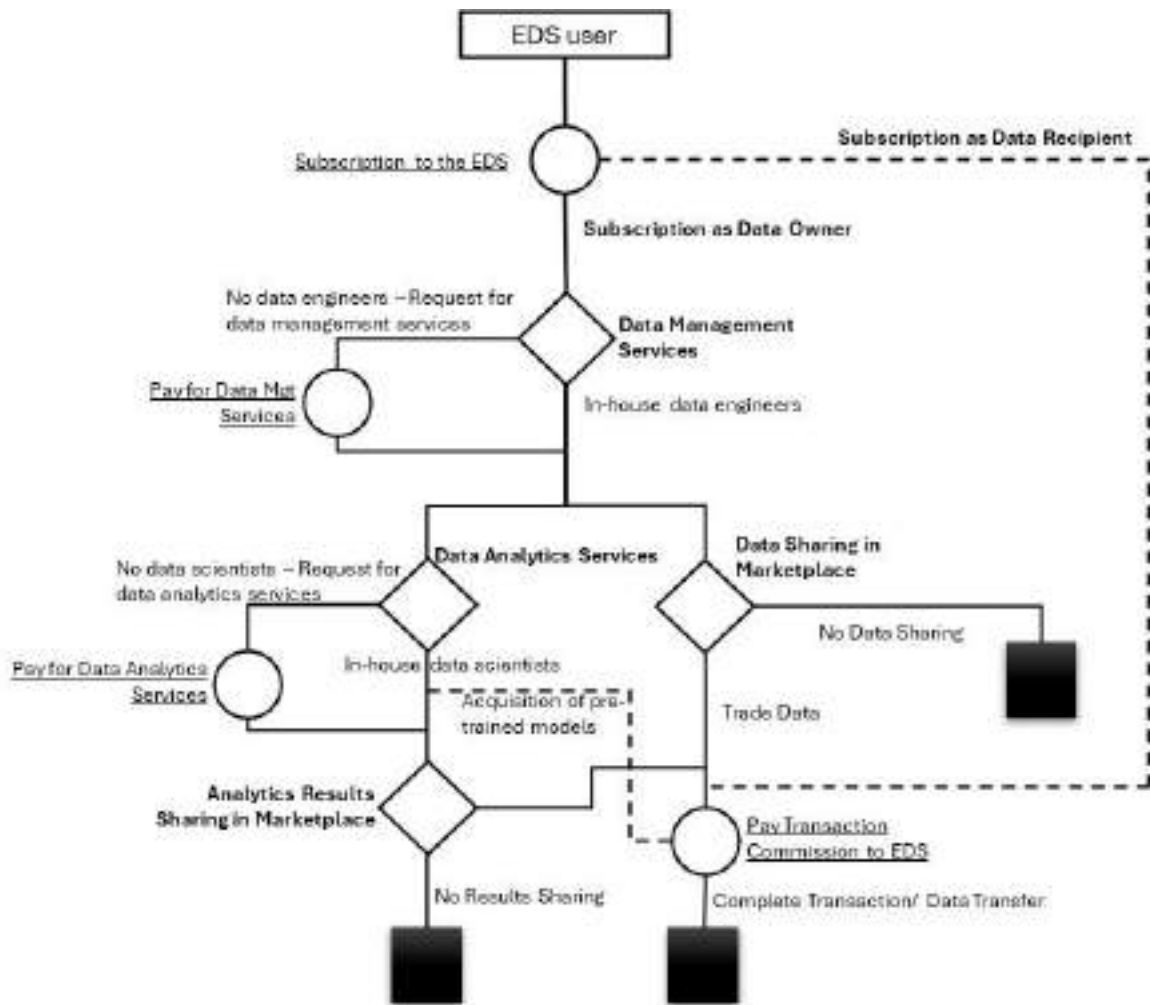 EDS user
Subscription as Data Recipient
Subscription to the EDS
Subscription as Data Owner
No data engineers – Request for
data management services
Data Management
Services
Pay for Data Mgt
Services
In-house data engineers
Data Analytics Services
Data Sharing in
Marketplace
No data scientists – Request for
data analytics services
No Data Sharing
In-house data scientists
Pay for Data Analytics
Services
Acquisition of pre-
trained models
Trade Data
Analytics Results
Sharing in Marketplace
Pay Transaction
Commission to EDS
No Results Sharing
Complete Transaction/ Data Transfer